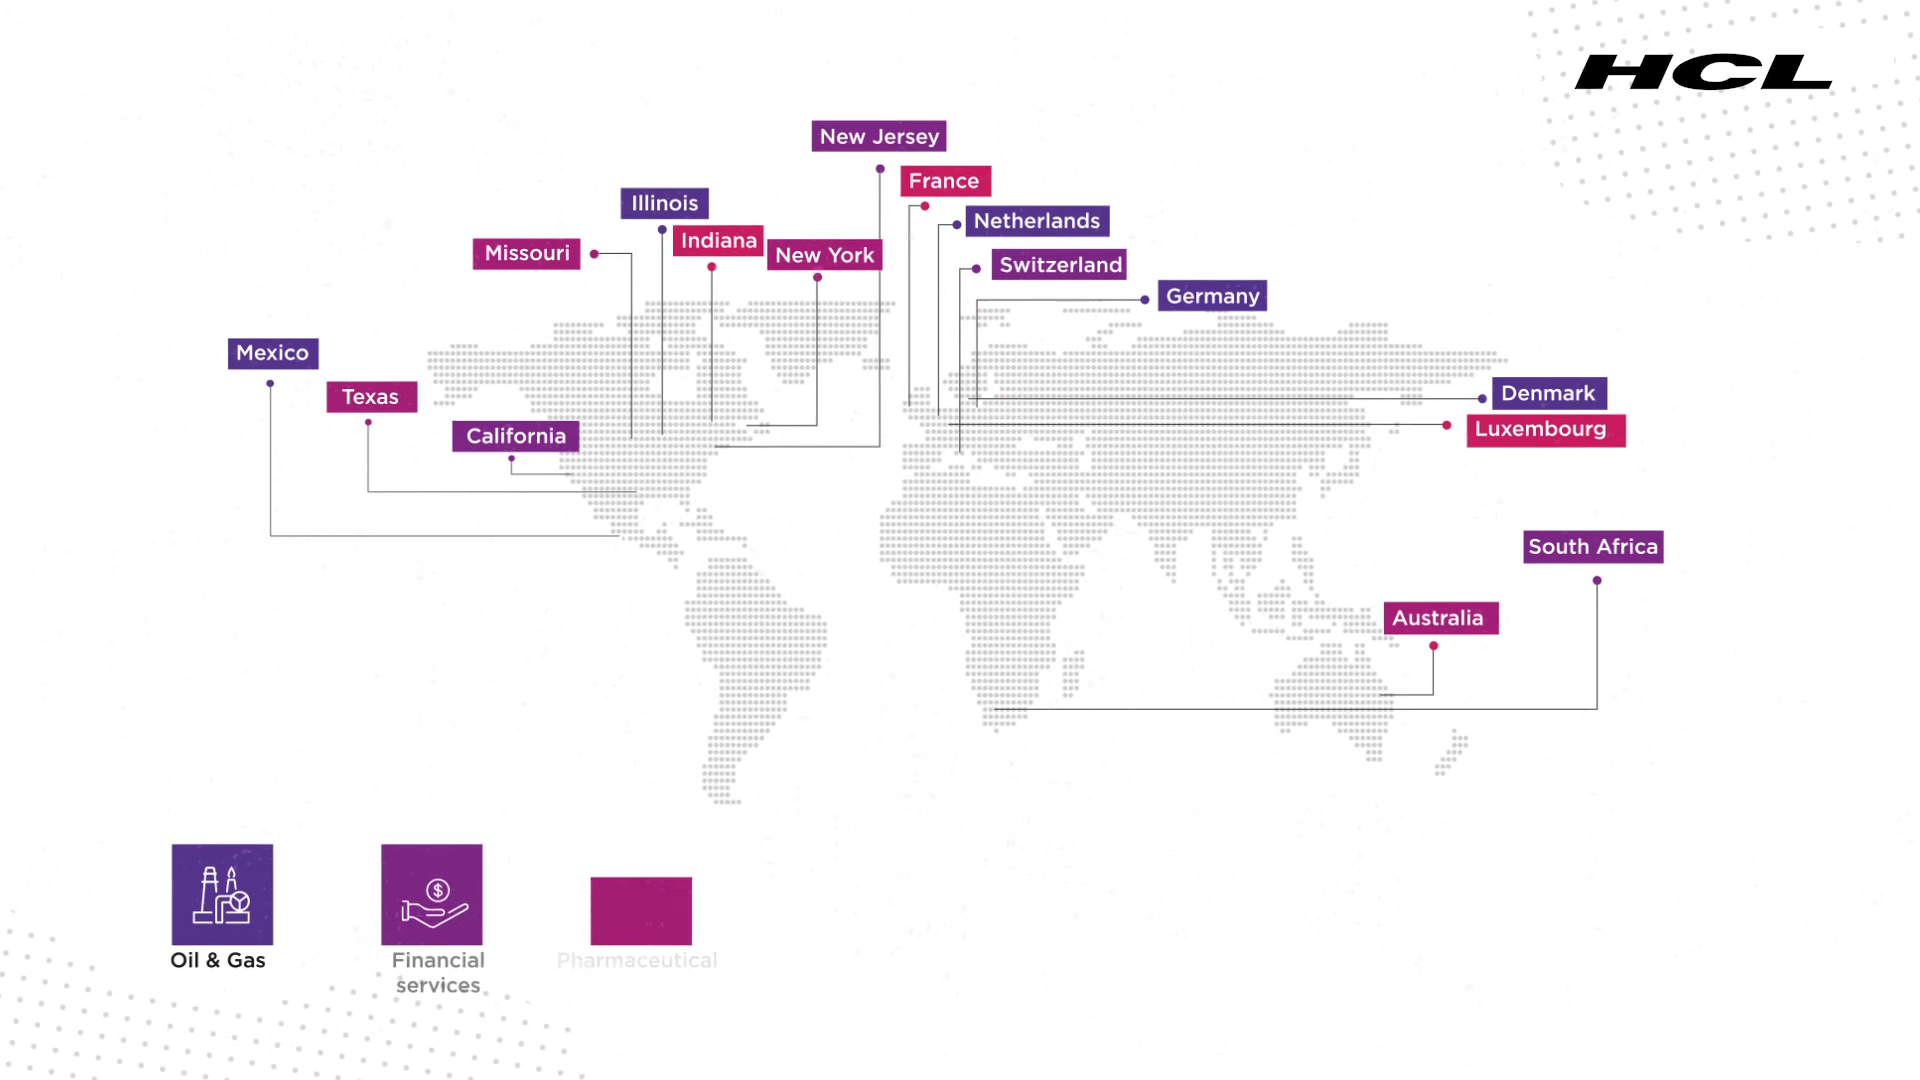 HCL
New Jersey
France
Illinois
Netherlands
Indiana
Missouri
New York
Switzerland
Germany
Mexico
Texas
Denmark
California
Luxembourg
South Africa
Australia
$
Oil & Gas
Financial
services
Pharmaceutical